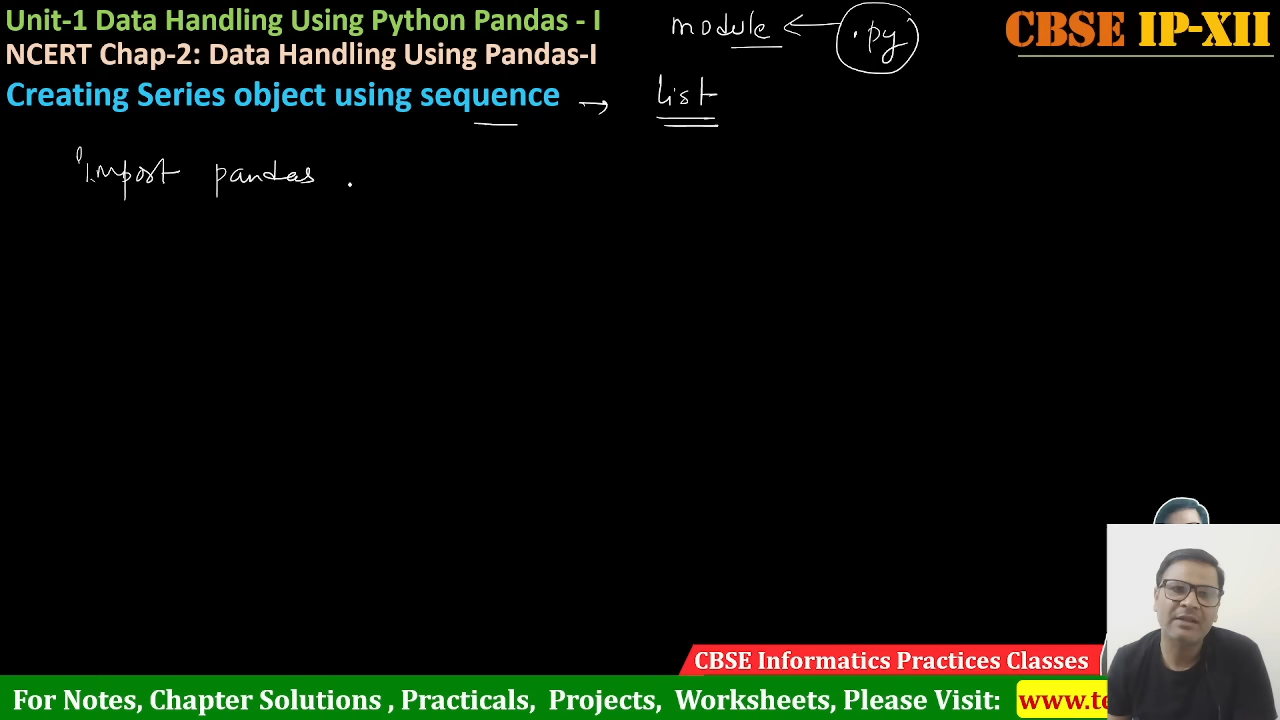 Unit-1 Data Handling Using Python Pandas - I
module ← .py
CBSE IP-XII
NCERT Chap-2: Data Handling Using Pandas-I
Creating Series object using sequence → list
import pandas .
CBSE Informatics Practices Classes
For Notes, Chapter Solutions , Practicals, Projects, Worksheets, Please Visit: